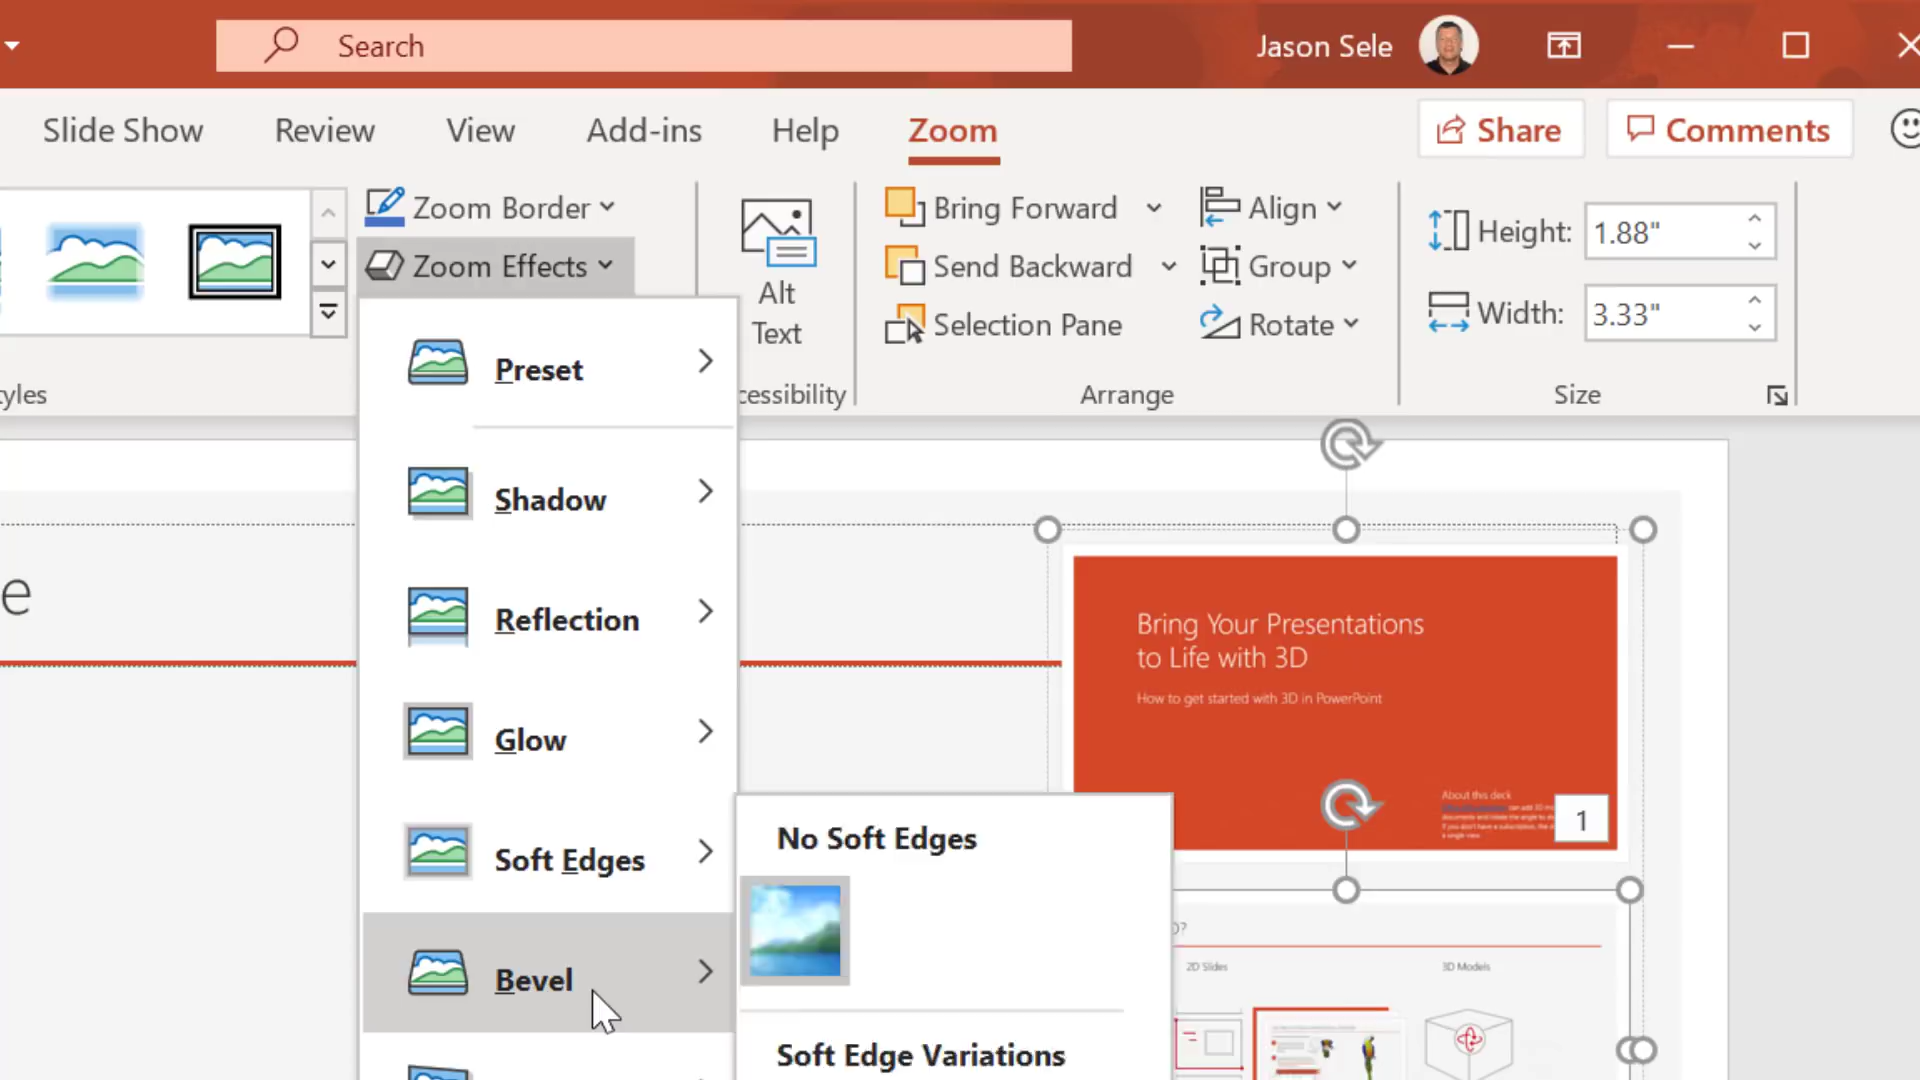 Search
Jason Sele
Slide Show
Review
View
Add-ins
Help
Zoom
Share
Comments
Zoom Border
Zoom Effects
Alt
Text
Bring Forward
Send Backward
Selection Pane
Align
Group
Rotate
Height:
1.88"
Width:
3.33"
tyles
cessibility
Arrange
Size
Preset
Shadow
Reflection
Glow
Soft Edges
Bevel
No Soft Edges
Soft Edge Variations
e
Bring Your Presentations
to Life with 3D
How to get started with 3D in PowerPoint
About this deck
1
D?
2D Slides
3D Models